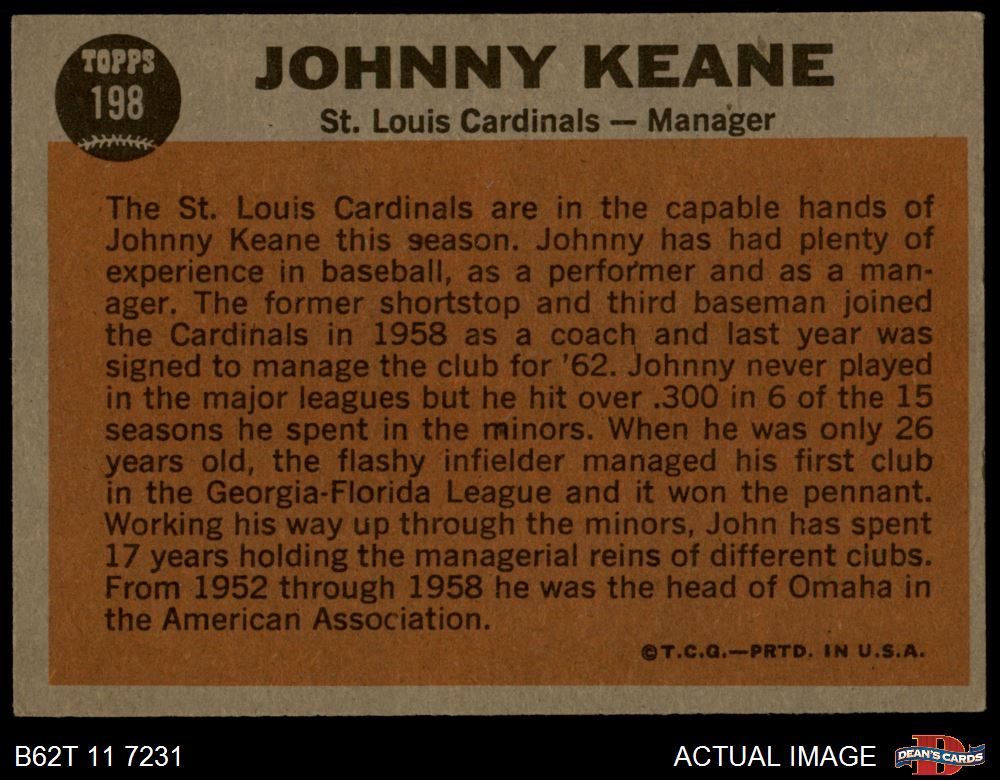 TOPPS
198
JOHNNY KEANE
St. Louis Cardinals — Manager
The St. Louis Cardinals are in the capable hands of
Johnny Keane this season. Johnny has had plenty of
experience in baseball, as a performer and as a man-
ager. The former shortstop and third baseman joined
the Cardinals in 1958 as a coach and last year was
signed to manage the club for '62. Johnny never played
in the major leagues but he hit over .300 in 6 of the 15
seasons he spent in the minors. When he was only 26
years old, the flashy infielder managed his first club
in the Georgia-Florida League and it won the pennant.
Working his way up through the minors, John has spent
17 years holding the managerial reins of different clubs.
From 1952 through 1958 he was the head of Omaha in
the American Association.
©T.C.G.—PRTD. IN U.S.A.
B62T 11 7231
ACTUAL IMAGE
DEAN'S CARDS